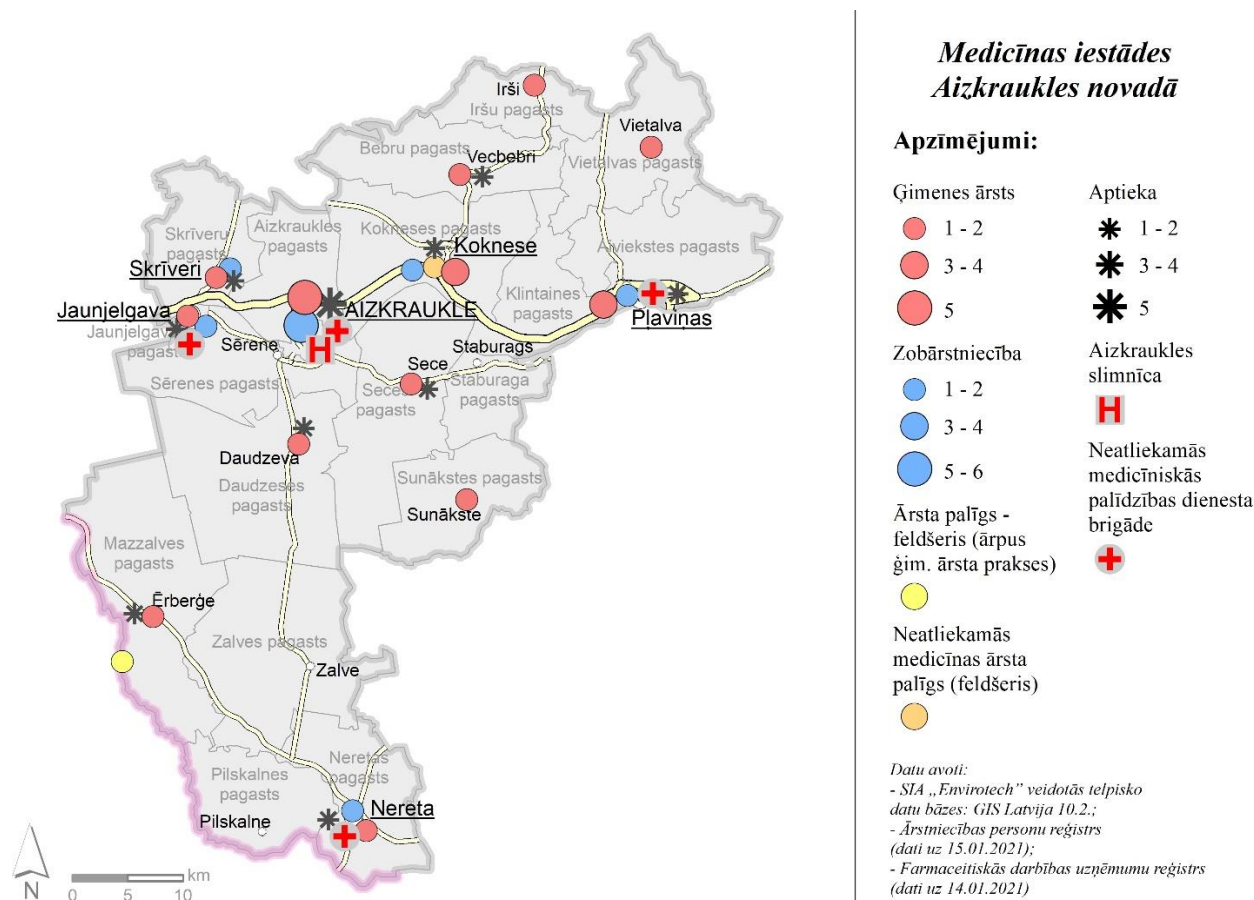 Irši
Iršu pagasts
Vietalva
Vietalvas pagasts
Bebru pagasts
Vecbebri
Skrīveru
pagasts
Aizkraukles
pagasts
Kokneses pagasts
Koknese
Aiviekstes pagasts
Skrīveri
Klintaines
pagasts
Jaunjelgava
AIZKRAUKLE
Pļaviņas
Jaunjelgavas
pagasts
Sērene
Staburags
Sece
Sērenes pagasts
Seces
pagasts
Staburaga
pagasts
Daudzeva
Daudzeses
pagasts
Sunākstes pagasts
Sunākste
Mazzalves
pagasts
Ērberģe
Zalves pagasts
Zalve
Neretas
pagasts
Pilskalnes
pagasts
Nereta
Pilskalne
N
km
0 5 10
Medicīnas iestādes
Aizkraukles novadā
Apzīmējumi:
Ģimenes ārsts
1 - 2
3 - 4
5
Zobārstniecība
1 - 2
3 - 4
5 - 6
Ārsta palīgs -
feldšeris (ārpus
ģim. ārsta prakses)
Neatliekamās
medicīnas ārsta
palīgs (feldšeris)
Aptieka
1 - 2
3 - 4
5
Aizkraukles
slimnīca
H
Neatliekamās
medicīniskās
palīdzības dienesta
brigāde
Datu avoti:
- SIA „Envirotech” veidotās telpisko
datu bāzes: GIS Latvija 10.2.;
- Ārstniecības personu reģistrs
(dati uz 15.01.2021);
- Farmaceitiskās darbības uzņēmumu reģistrs
(dati uz 14.01.2021)